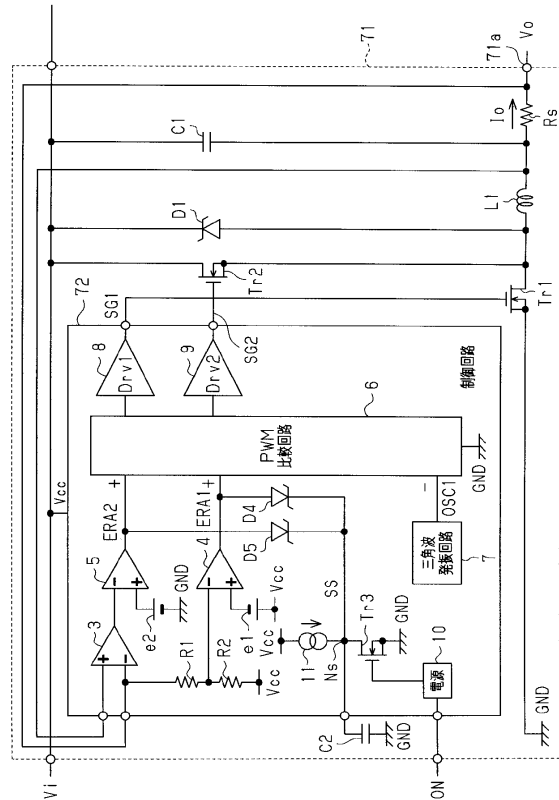 71
Vo
71a
Io
Rs
C1
L1
D1
Tr2
Tr1
72
SG1
SG2
8
Drv1
9
Drv2
制御回路
6
PWM
比較回路
GND
Vcc
ERA2
+
ERA1
+
-
OSC1
D4
D5
三角波
発振回路
7
5
-
+
4
-
+
e2
GND
e1
Vcc
3
+
-
R1
R2
Vcc
SS
Vcc
11
Ns
Tr3
GND
10
電源
C2
GND
GND
Vi
ON